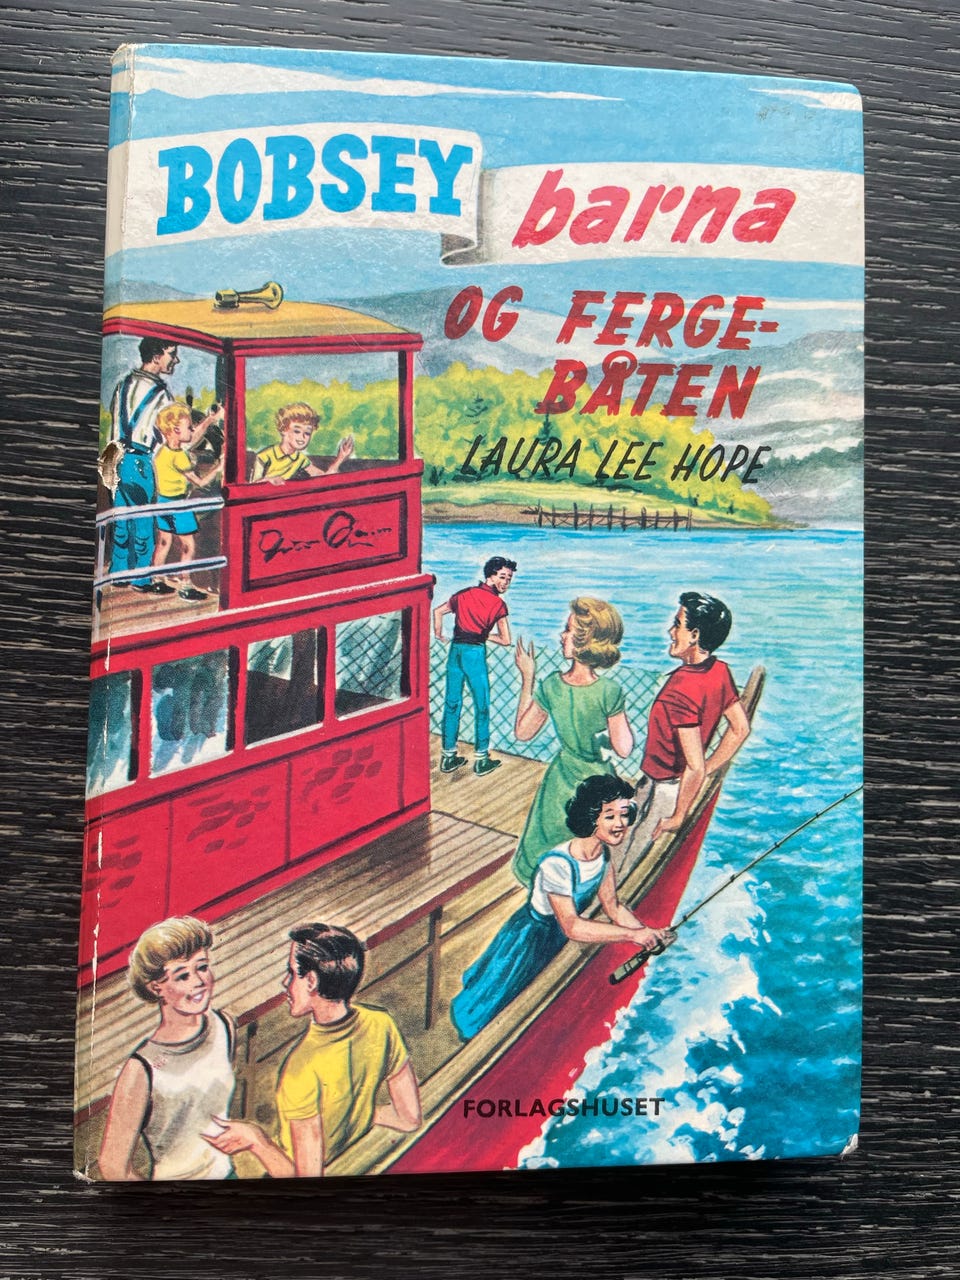 BOBSEY barna
OG FERGE-
BÅTEN
LAURA LEE HOPE
FORLAGSHUSET